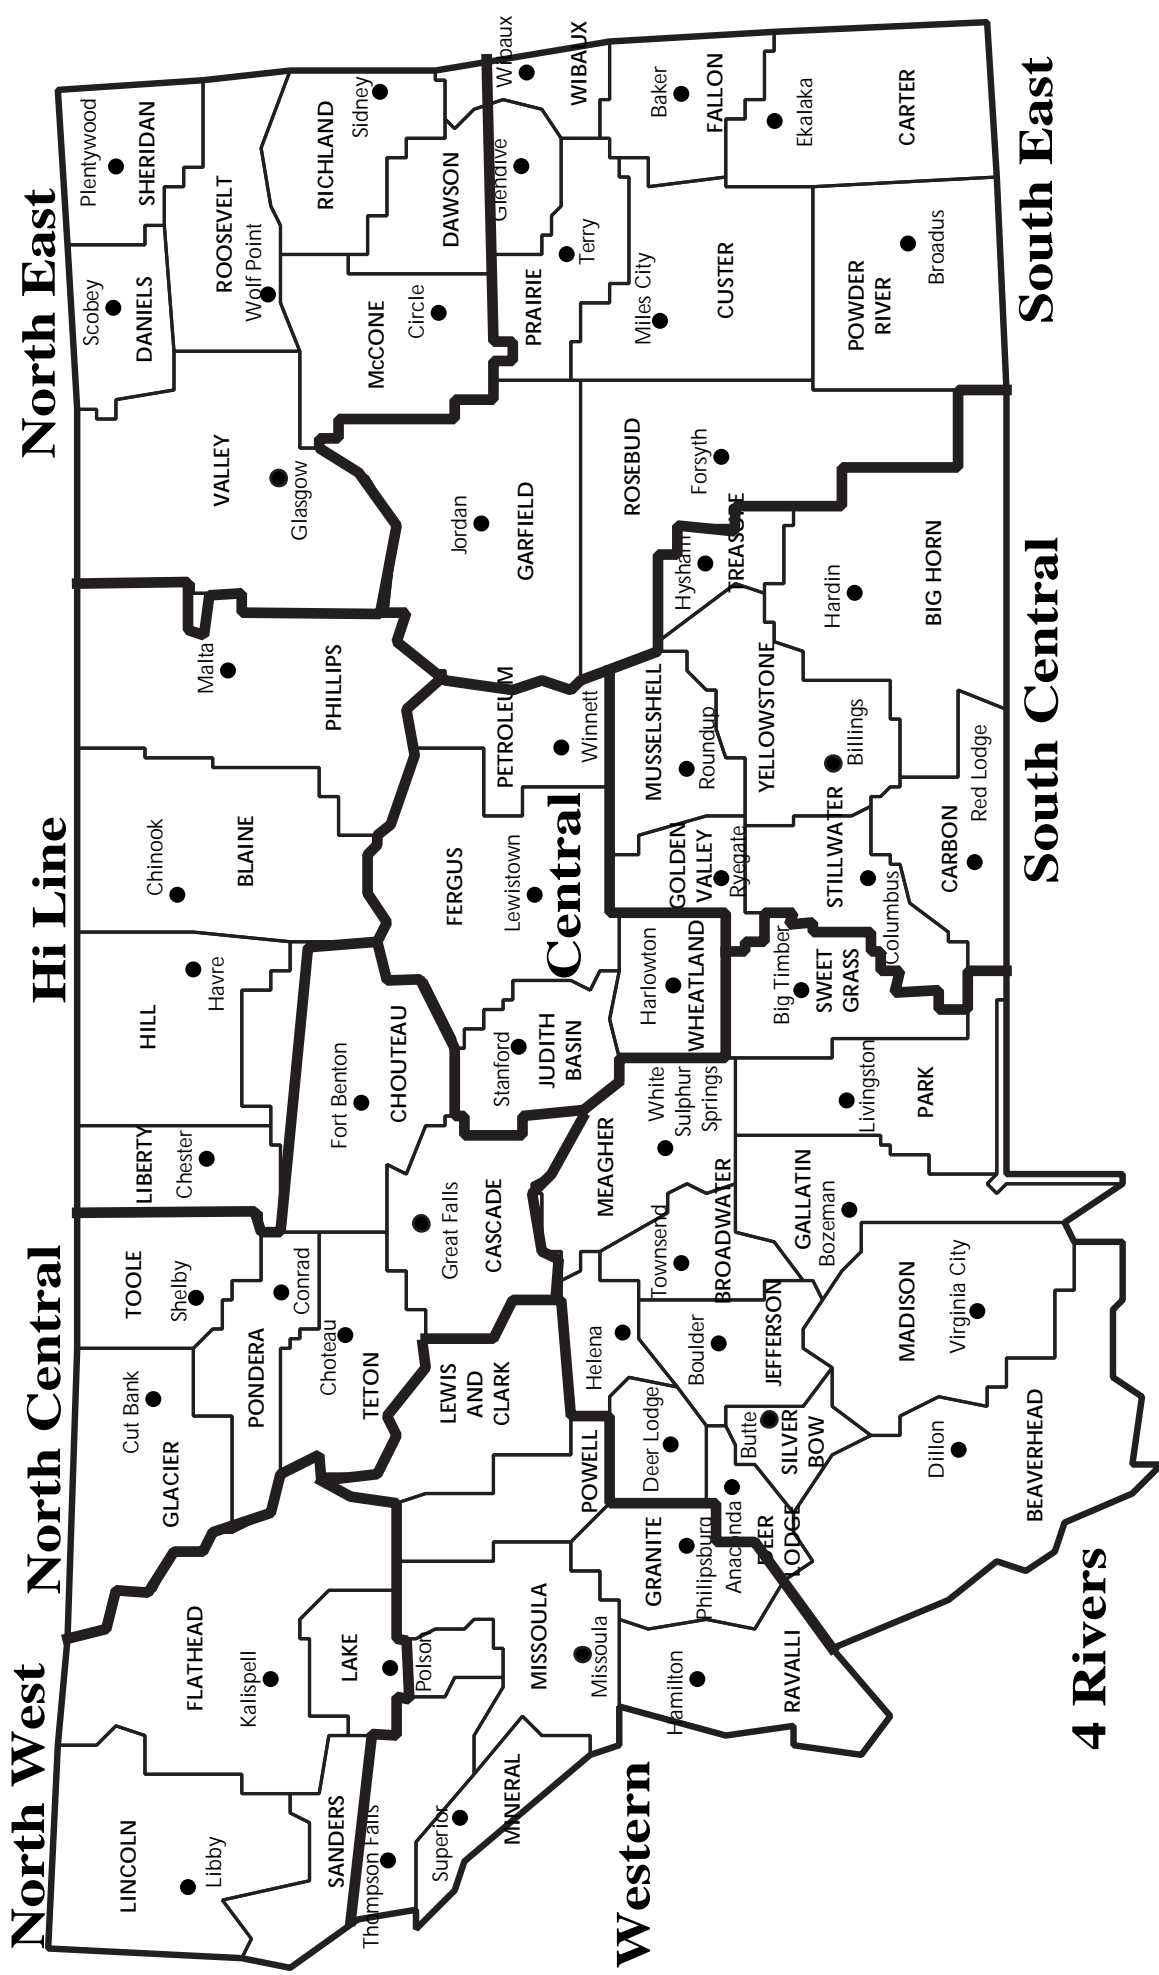 North West
North Central
Hi Line
North East
LINCOLN
Libby
FLATHEAD
Kalispell
LAKE
Polson
SANDERS
Thompson Falls
GLACIER
Cut Bank
TOOLE
Shelby
PONDERA
Conrad
TETON
Choteau
LIBERTY
Chester
HILL
Havre
BLAINE
Chinook
PHILLIPS
Malta
VALLEY
Glasgow
DANIELS
Scobey
SHERIDAN
Plentywood
ROOSEVELT
Wolf Point
RICHLAND
Sidney
McCONE
Circle
DAWSON
Glendive
CHOUTEAU
Fort Benton
CASCADE
Great Falls
LEWIS
AND
CLARK
Helena
MINERAL
Superior
MISSOULA
Missoula
POWELL
Deer Lodge
GRANITE
Philipsburg
RAVALLI
Hamilton
DEER
LODGE
Anaconda
SILVER
BOW
Butte
JEFFERSON
Boulder
BROADWATER
Townsend
MEAGHER
White
Sulphur
Springs
JUDITH
BASIN
Stanford
FERGUS
Lewistown
Central
PETROLEUM
Winnett
GARFIELD
Jordan
PRAIRIE
Terry
WIBAUX
Wibaux
FALLON
Baker
CUSTER
Miles City
ROSEBUD
Forsyth
TREASURE
Hysham
MUSSELSHELL
Roundup
GOLDEN
VALLEY
Ryegate
WHEATLAND
Harlowton
SWEET
GRASS
Big Timber
STILLWATER
Columbus
YELLOWSTONE
Billings
BIG HORN
Hardin
CARBON
Red Lodge
PARK
Livingston
GALLATIN
Bozeman
MADISON
Virginia City
BEAVERHEAD
Dillon
POWDER
RIVER
Broadus
CARTER
Ekalaka
Western
4 Rivers
South Central
South East